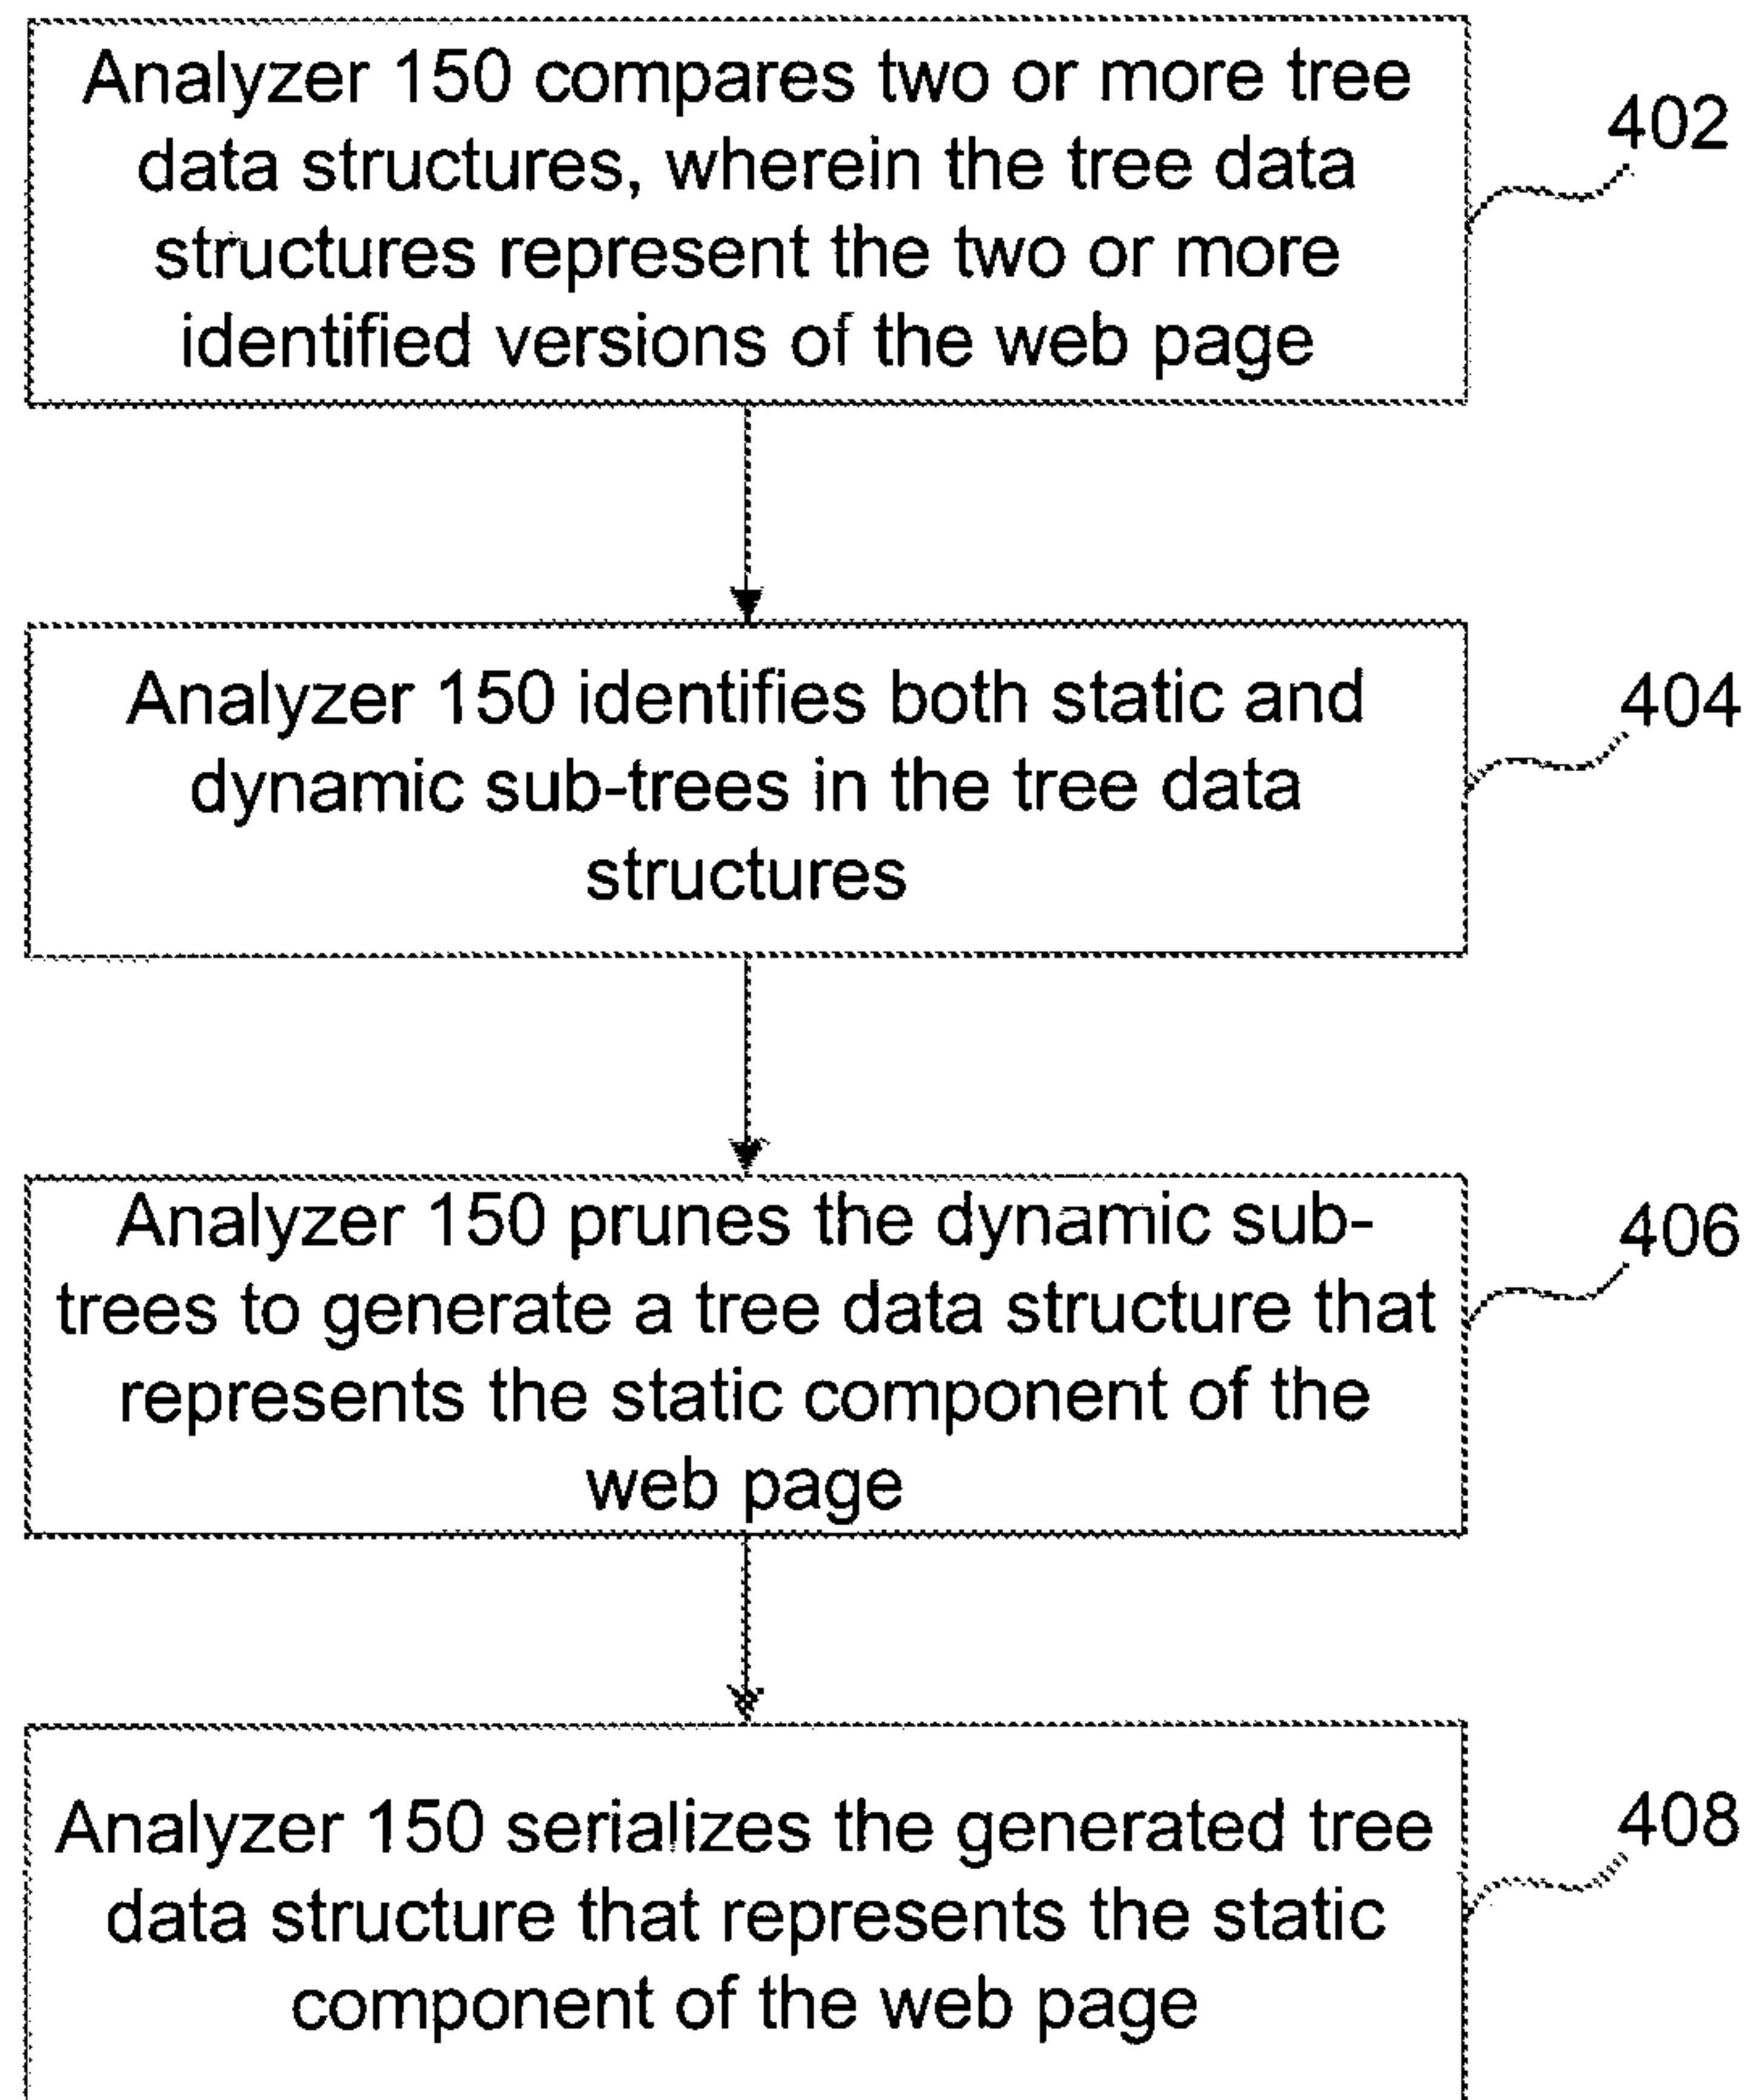 Analyzer 150 compares two or more tree
data structures, wherein the tree data
structures represent the two or more
identified versions of the web page
402
Analyzer 150 identifies both static and
dynamic sub-trees in the tree data
structures
404
Analyzer 150 prunes the dynamic sub-
trees to generate a tree data structure that
represents the static component of the
web page
406
Analyzer 150 serializes the generated tree
data structure that represents the static
component of the web page
408